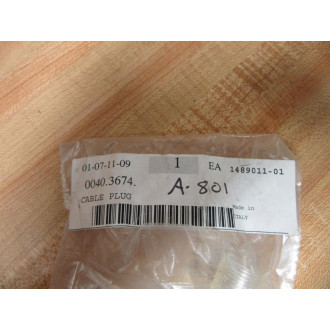 01-07-11-09 1 EA 1489011-01
0040.3674. A-801
CABLE PLUG
Made in
ITALY